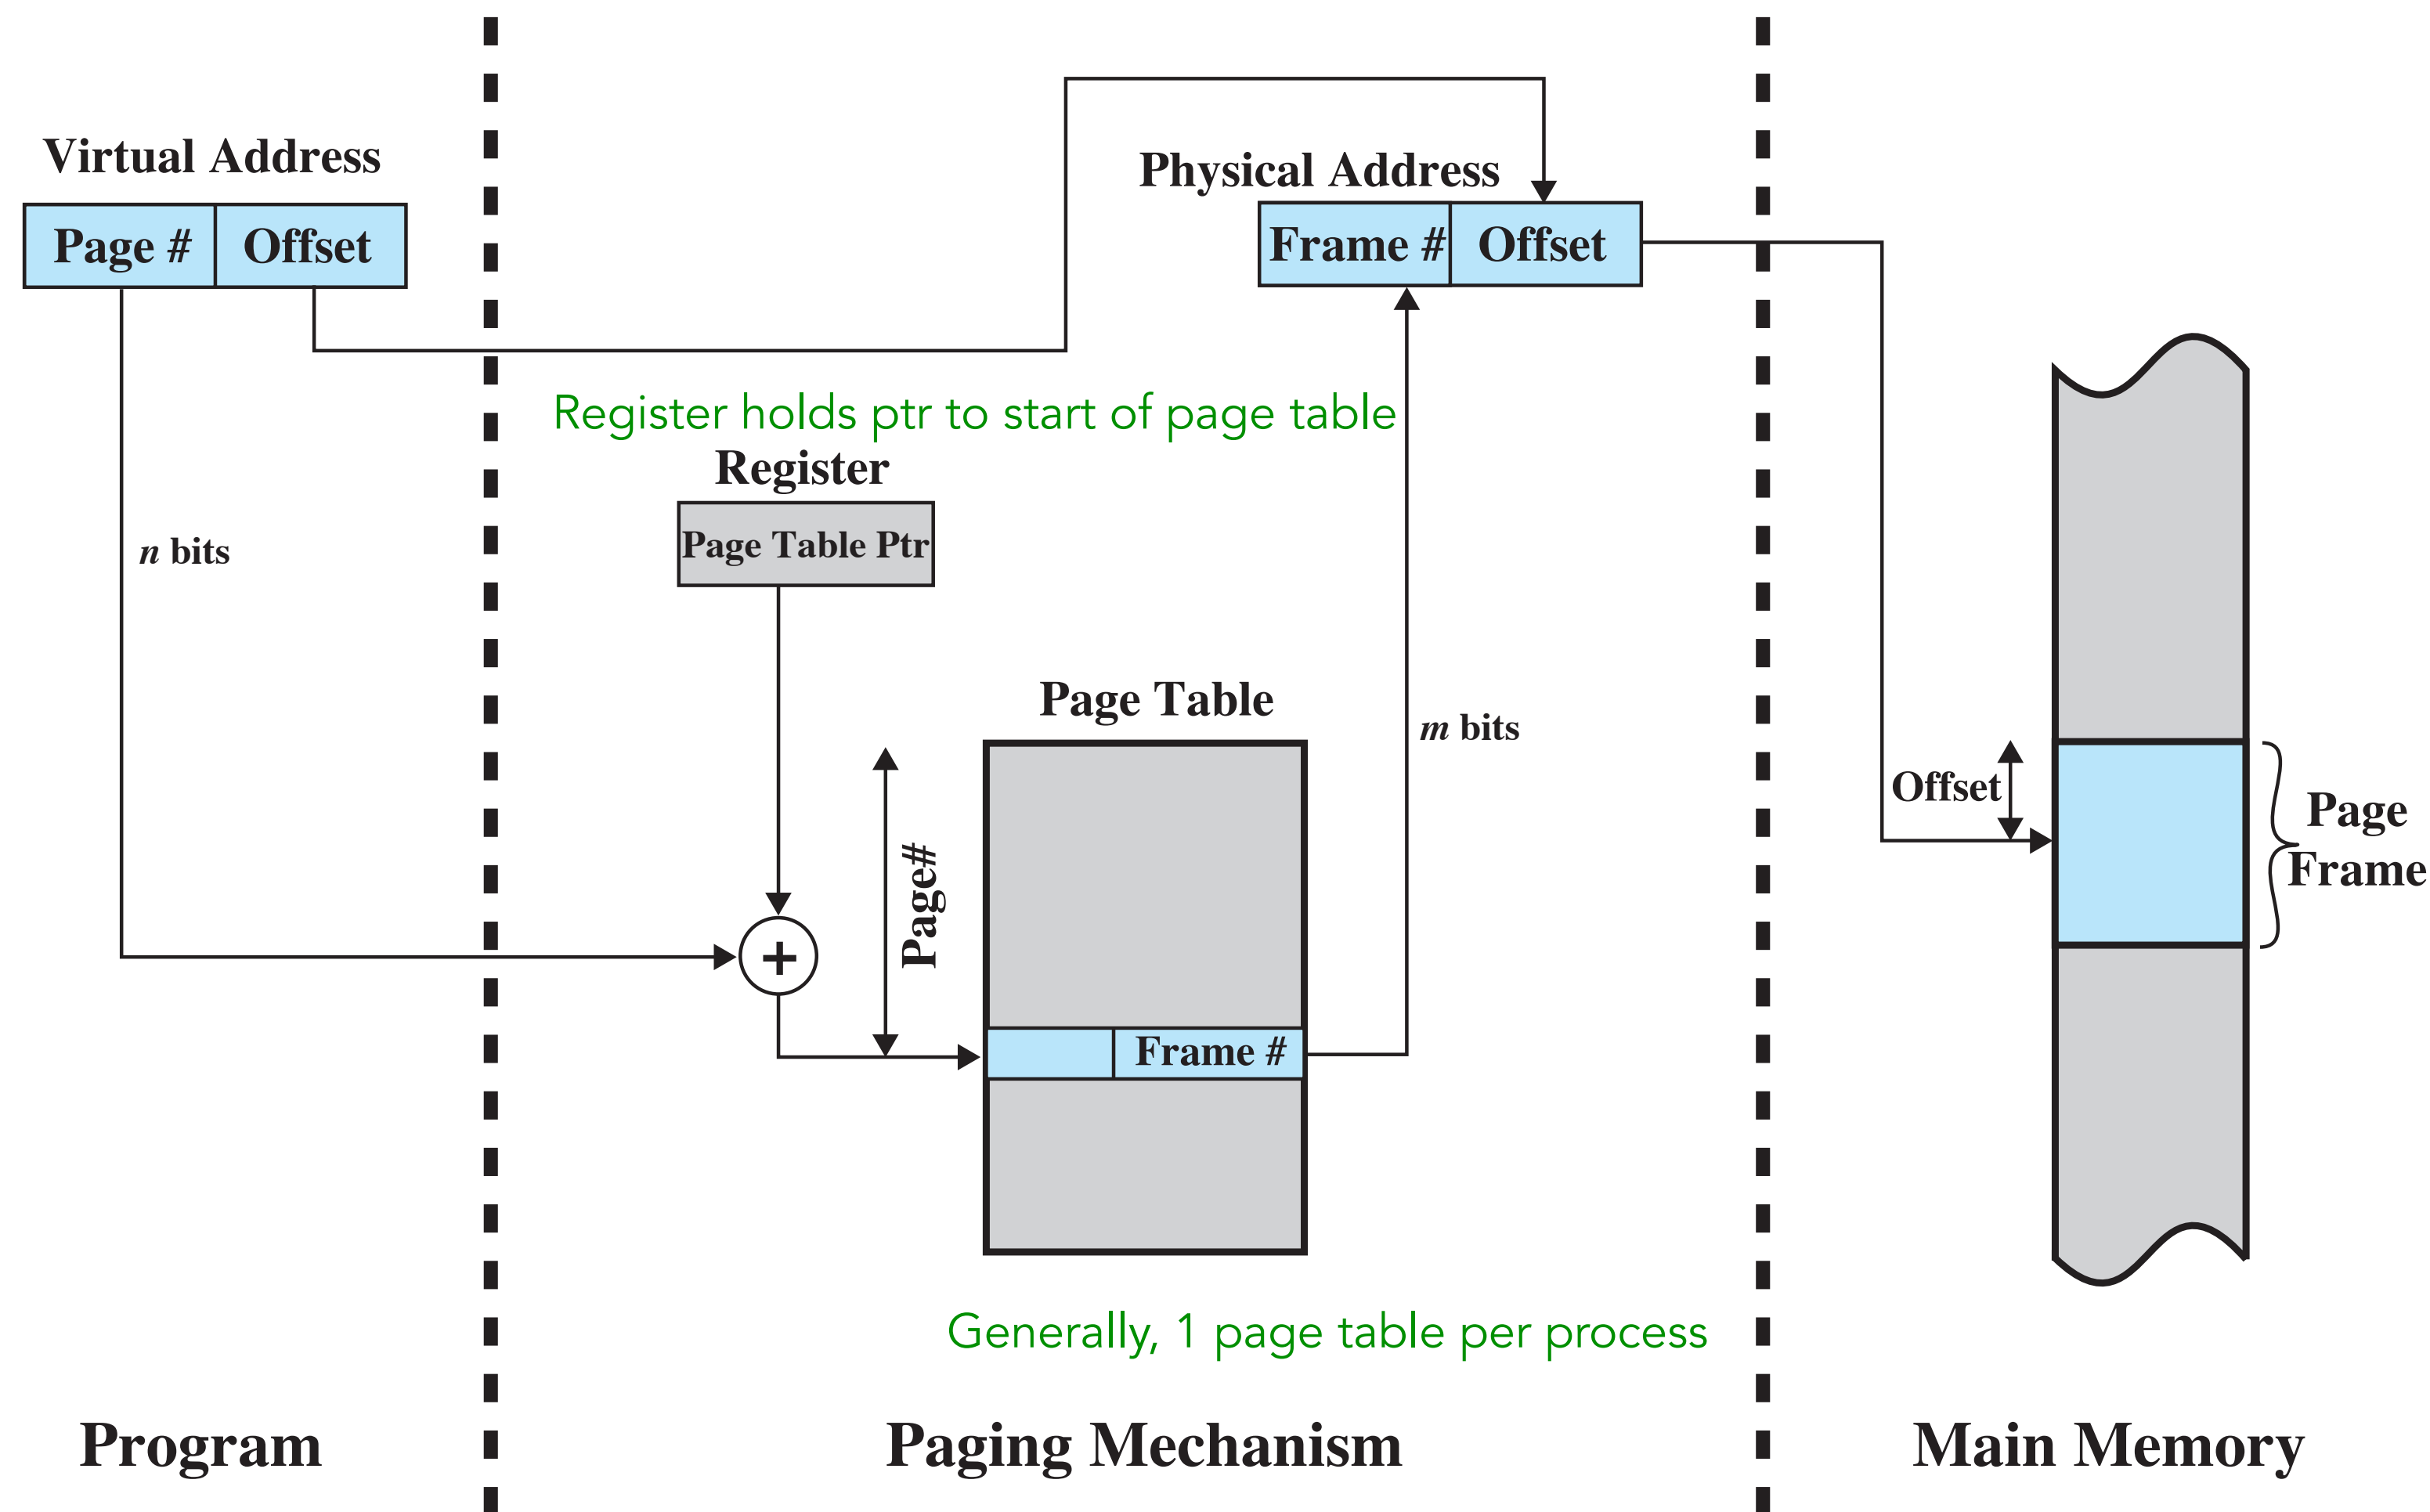 Virtual Address
Page #
Offset
Physical Address
Frame #
Offset
Register holds ptr to start of page table
Register
Page Table Ptr
n bits
Page Table
m bits
Page#
Frame #
Offset
Page
Frame
Generally, 1 page table per process
Program
Paging Mechanism
Main Memory
+